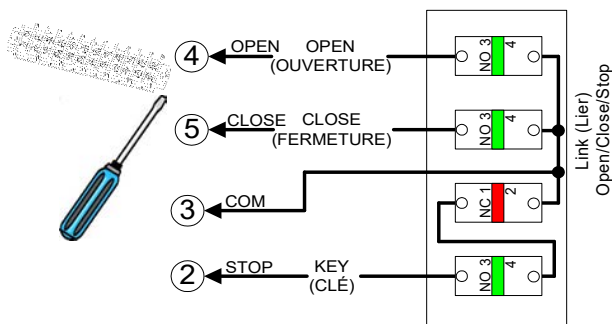 4 OPEN OPEN NO 3 4
(OUVERTURE)
5 CLOSE CLOSE NO 3 4
(FERMETURE)
3 COM NC 1 2
2 STOP KEY NO 3 4
(CLÉ)
Link (Lier)
Open/Close/Stop